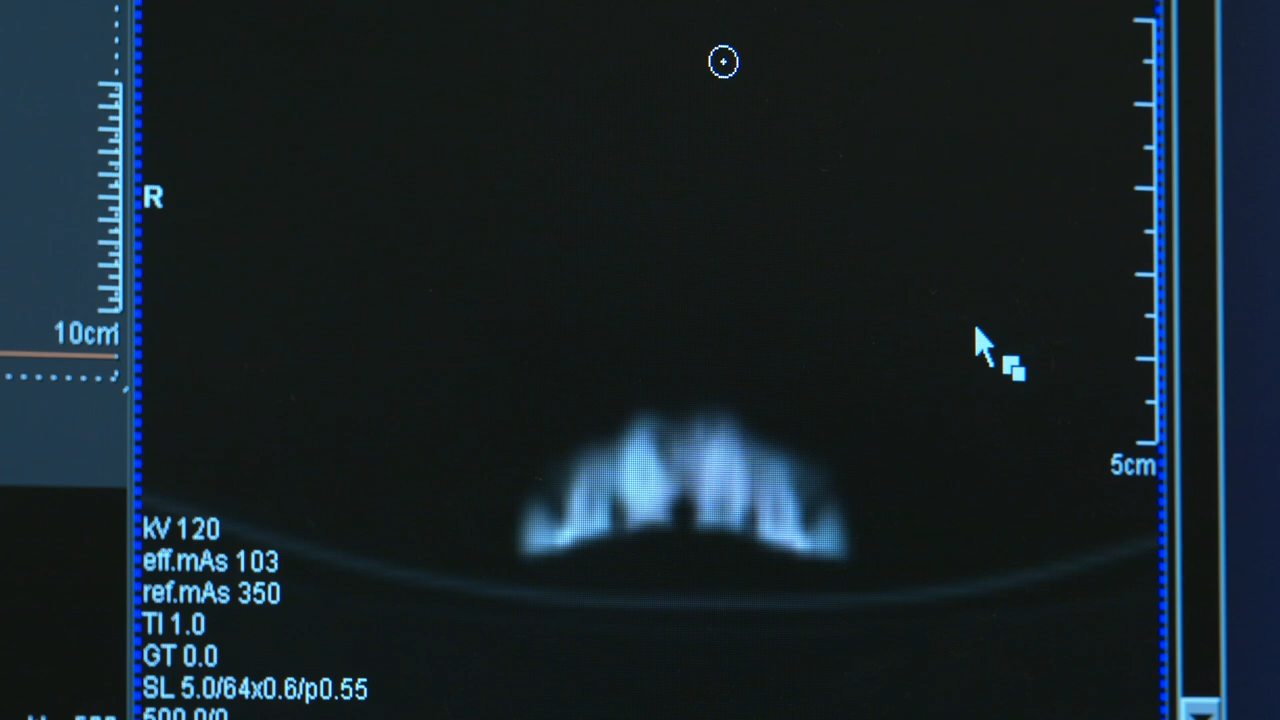 R
10cm
5cm
kV 120
eff.mAs 103
ref.mAs 350
TI 1.0
GT 0.0
SL 5.0/64x0.6/p0.55